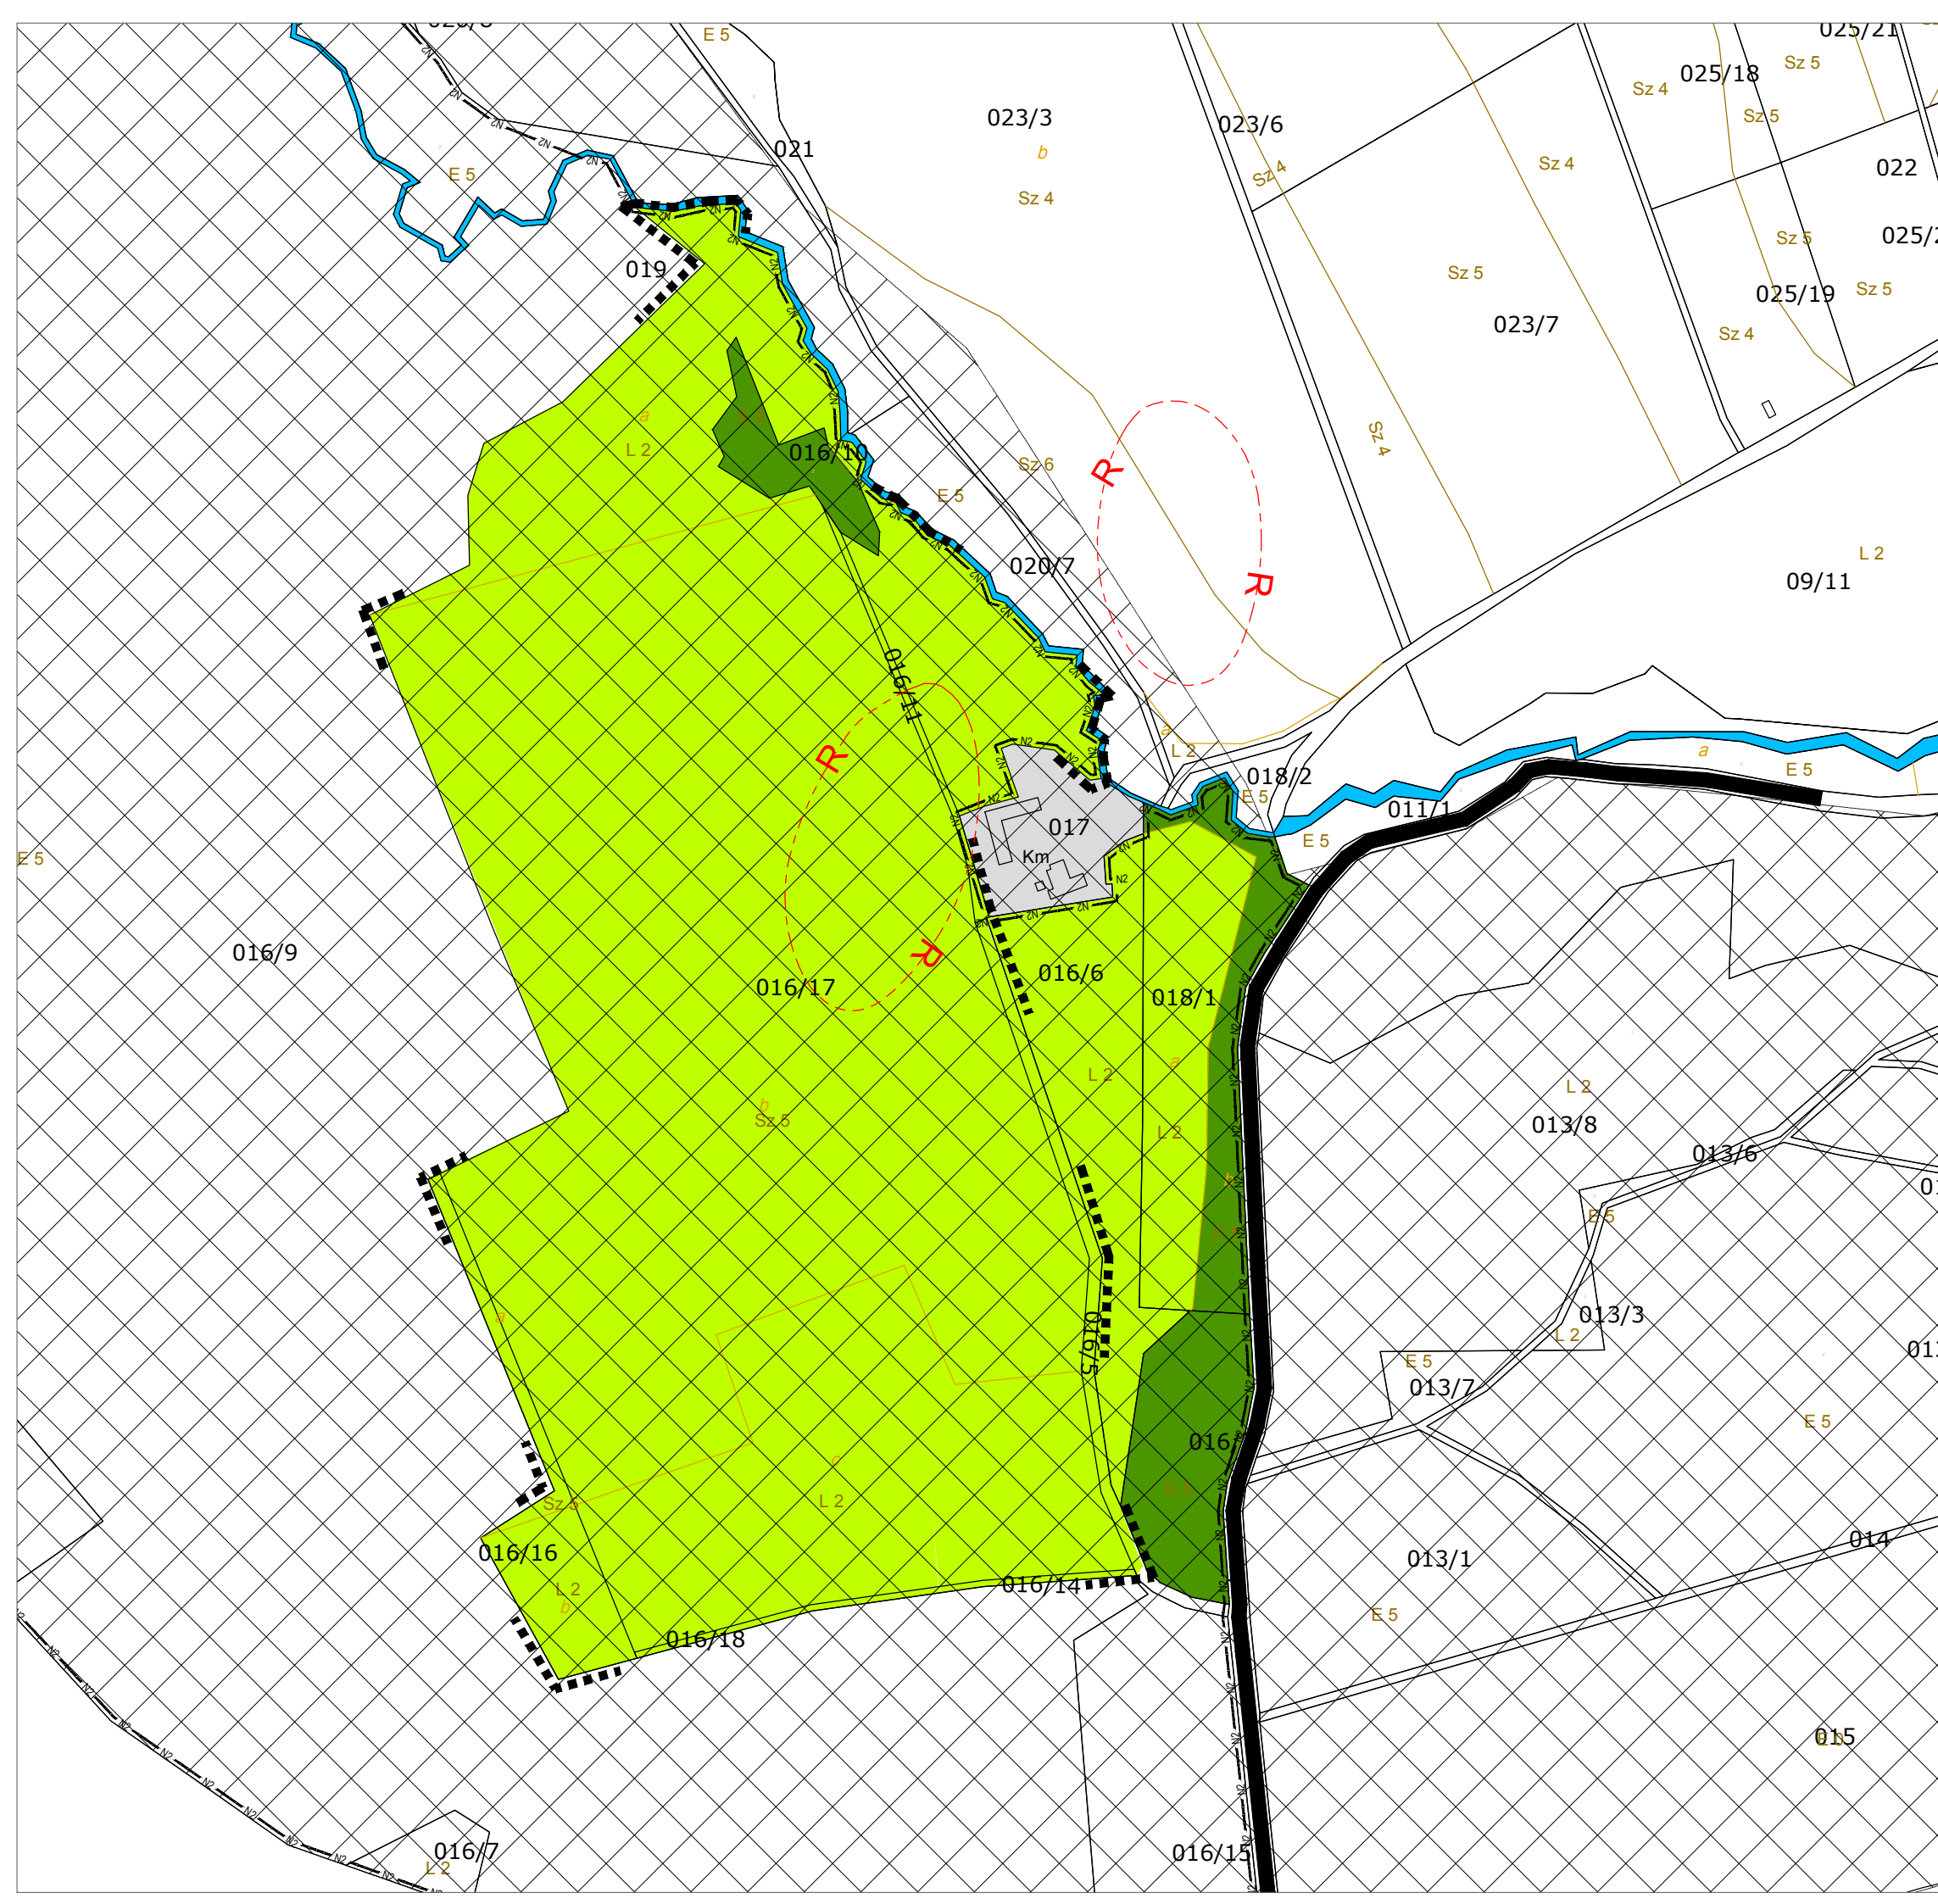 E 5
025/21
025/18
Sz 5
Sz 4
023/3
023/6
Sz 5
021
b
Sz 4
Sz 4
022
E 5
Sz 4
Sz 5
019
Sz 5
025/19
Sz 5
023/7
Sz 4
a
L 2
Sz 4
016/10
Sz 6
R
E 5
L 2
020/7
R
09/11
016/11
a
L 2
a
R
018/2
E 5
E 5
011/1
017
E 5
Km
E 5
016/9
R
016/6
016/17
018/1
a
L 2
L 2
b
Sz 5
013/8
L 2
013/6
E 5
a
016/5
013/3
L 2
E 5
013/7
016
E 5
c
L 2
E 5
Sz 5
016/16
014
013/1
016/14
L 2
b
E 5
016/18
015
016/7
L 2
016/15
N2